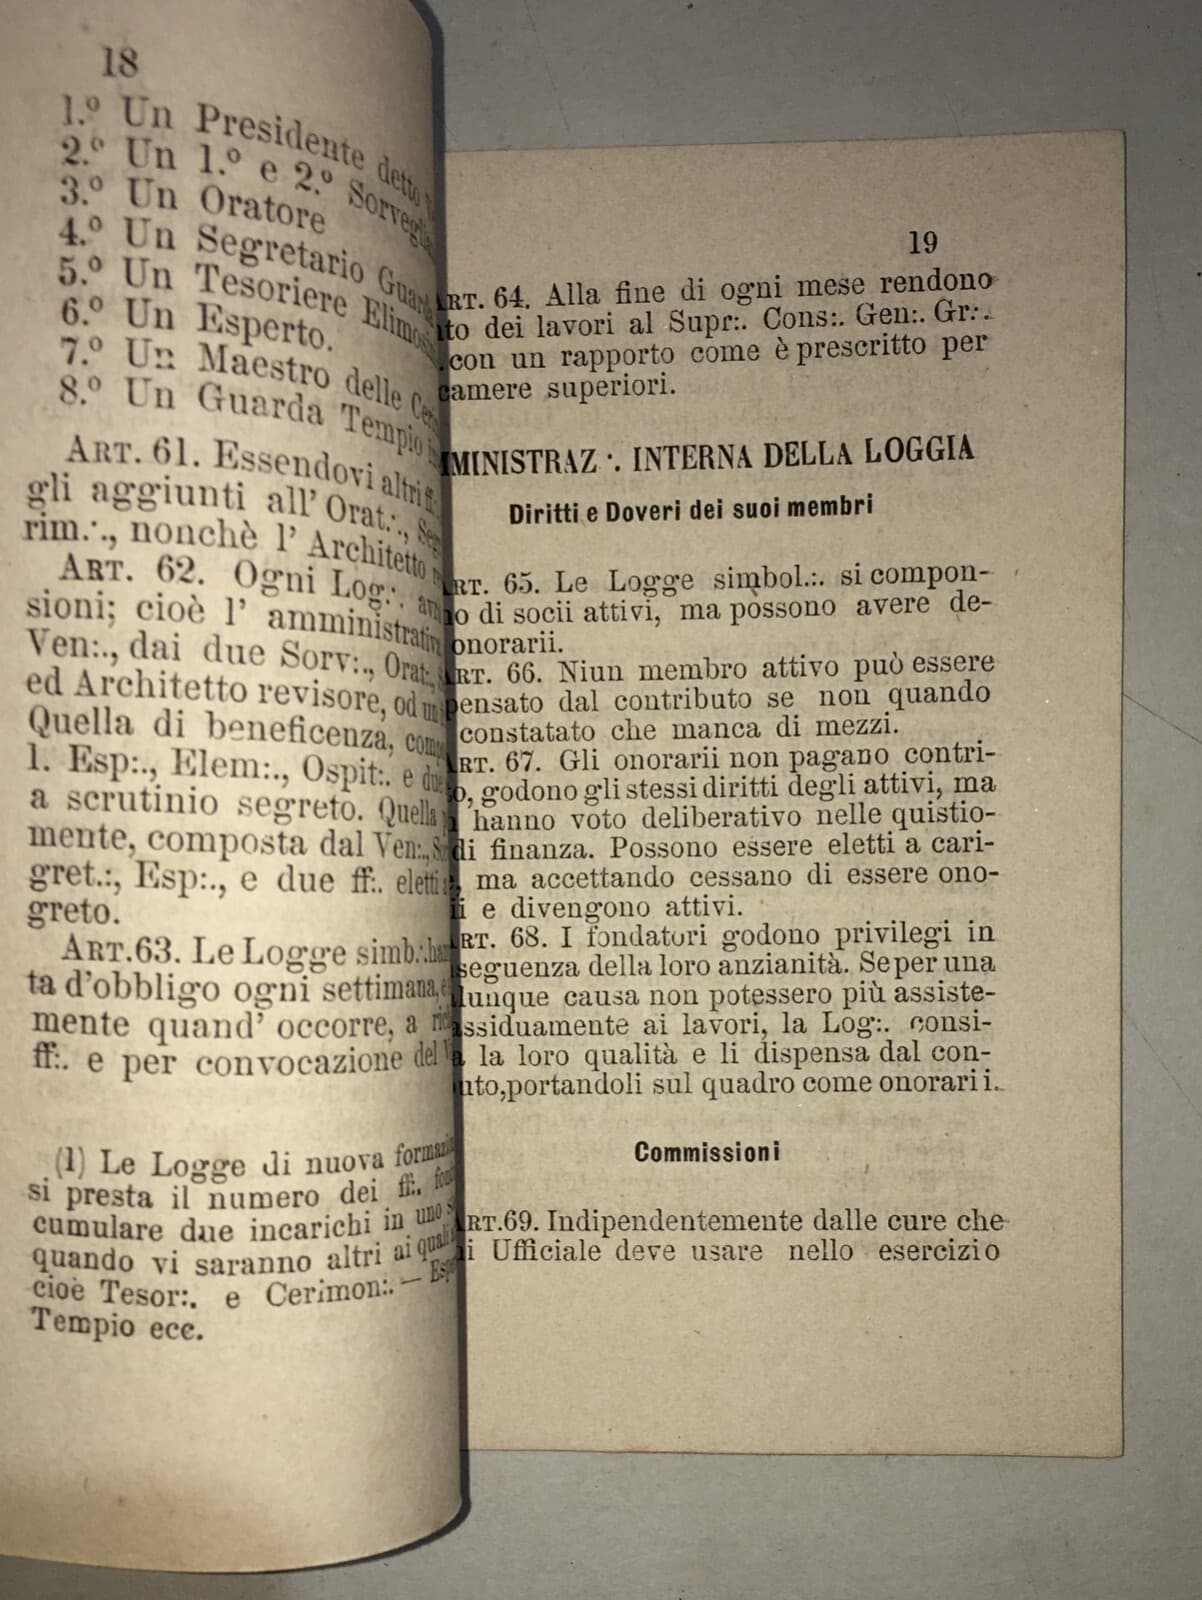 18
1.º Un Presidente detto
2.º Un 1.º e 2.º
3.º Un Oratore
4.º Un Segretario
5.º Un Tesoriere
6.º Un Esperto.
7.º Un Maestro delle
8.º Un Guarda Tempio
ART. 61. Essendovi altri ff.
gli aggiunti all' Orat:.,
rim.:., nonchè l' Architetto
ART. 62. Ogni Log:.
sioni; cioè l' amministrativa
Ven:., dai due Sorv:., Orat:.,
ed Architetto revisore, od un
Quella di beneficenza,
1. Esp:., Elem:., Ospit:. e due
a scrutinio segreto. Quella
mente, composta dal Ven:.,
gret.:, Esp:., e due ff:. eletti
greto.
ART.63. Le Logge simb.:.
ta d'obbligo ogni settimana,
mente quand' occorre, a
ff:. e per convocazione del
(1) Le Logge di nuova
si presta il numero dei ff:.
cumulare due incarichi in uno
quando vi saranno altri ai quali
cioè Tesor:. e Cerimon:. —
Tempio ecc.
19
RT. 64. Alla fine di ogni mese rendono
to dei lavori al Supr:. Cons:. Gen:. Gr:.
con un rapporto come è prescritto per
camere superiori.
MINISTRAZ:. INTERNA DELLA LOGGIA
Diritti e Doveri dei suoi membri
RT. 65. Le Logge simbol.:. si compon-
o di socii attivi, ma possono avere de-
onorarii.
RT. 66. Niun membro attivo può essere
pensato dal contributo se non quando
constatato che manca di mezzi.
RT. 67. Gli onorarii non pagano contri-
o, godono gli stessi diritti degli attivi, ma
hanno voto deliberativo nelle quistio-
di finanza. Possono essere eletti a cari-
, ma accettando cessano di essere ono-
i e divengono attivi.
RT. 68. I fondatori godono privilegi in
seguenza della loro anzianità. Se per una
lunque causa non potessero più assiste-
ssiduamente ai lavori, la Log:. consi-
la loro qualità e li dispensa dal con-
uto, portandoli sul quadro come onorarii.
Commissioni
RT.69. Indipendentemente dalle cure che
i Ufficiale deve usare nello esercizio